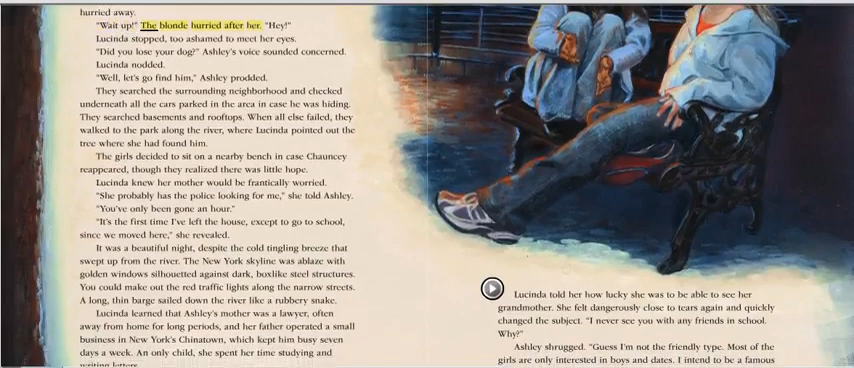 hurried away.
"Wait up!" The blonde hurried after her. "Hey!"
Lucinda stopped, too ashamed to meet her eyes.
"Did you lose your dog?" Ashley's voice sounded concerned.
Lucinda nodded.
"Well, let's go find him," Ashley prodded.
They searched the surrounding neighborhood and checked
underneath all the cars parked in the area in case he was hiding.
They searched basements and rooftops. When all else failed, they
walked to the park along the river, where Lucinda pointed out the
tree where she had found him.
The girls decided to sit on a nearby bench in case Chauncey
reappeared, though they realized there was little hope.
Lucinda knew her mother would be frantically worried.
"She probably has the police looking for me," she told Ashley.
"You've only been gone an hour."
"It's the first time I've left the house, except to go to school,
since we moved here," she revealed.
It was a beautiful night, despite the cold tingling breeze that
swept up from the river. The New York skyline was ablaze with
golden windows silhouetted against dark, boxlike steel structures.
You could make out the red traffic lights along the narrow streets.
A long, thin barge sailed down the river like a rubbery snake.
Lucinda learned that Ashley's mother was a lawyer, often
away from home for long periods, and her father operated a small
business in New York's Chinatown, which kept him busy seven
days a week. An only child, she spent her time studying and
writing letters.
Lucinda told her how lucky she was to be able to see her
grandmother. She felt dangerously close to tears again and quickly
changed the subject. "I never see you with any friends in school.
Why?"
Ashley shrugged. "Guess I'm not the friendly type. Most of the
girls are only interested in boys and dates. I intend to be a famous